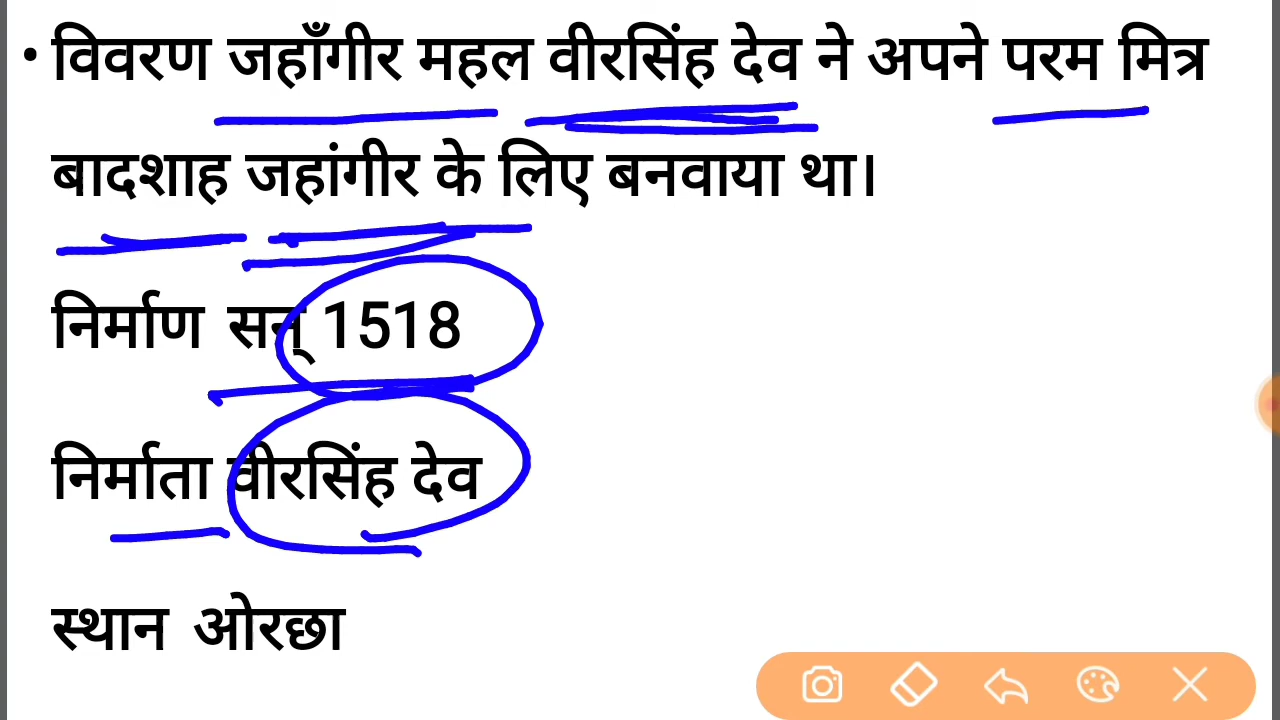 • विवरण जहाँगीर महल वीरसिंह देव ने अपने परम मित्र
बादशाह जहांगीर के लिए बनवाया था।
निर्माण सन् 1518
निर्माता वीरसिंह देव
स्थान ओरछा